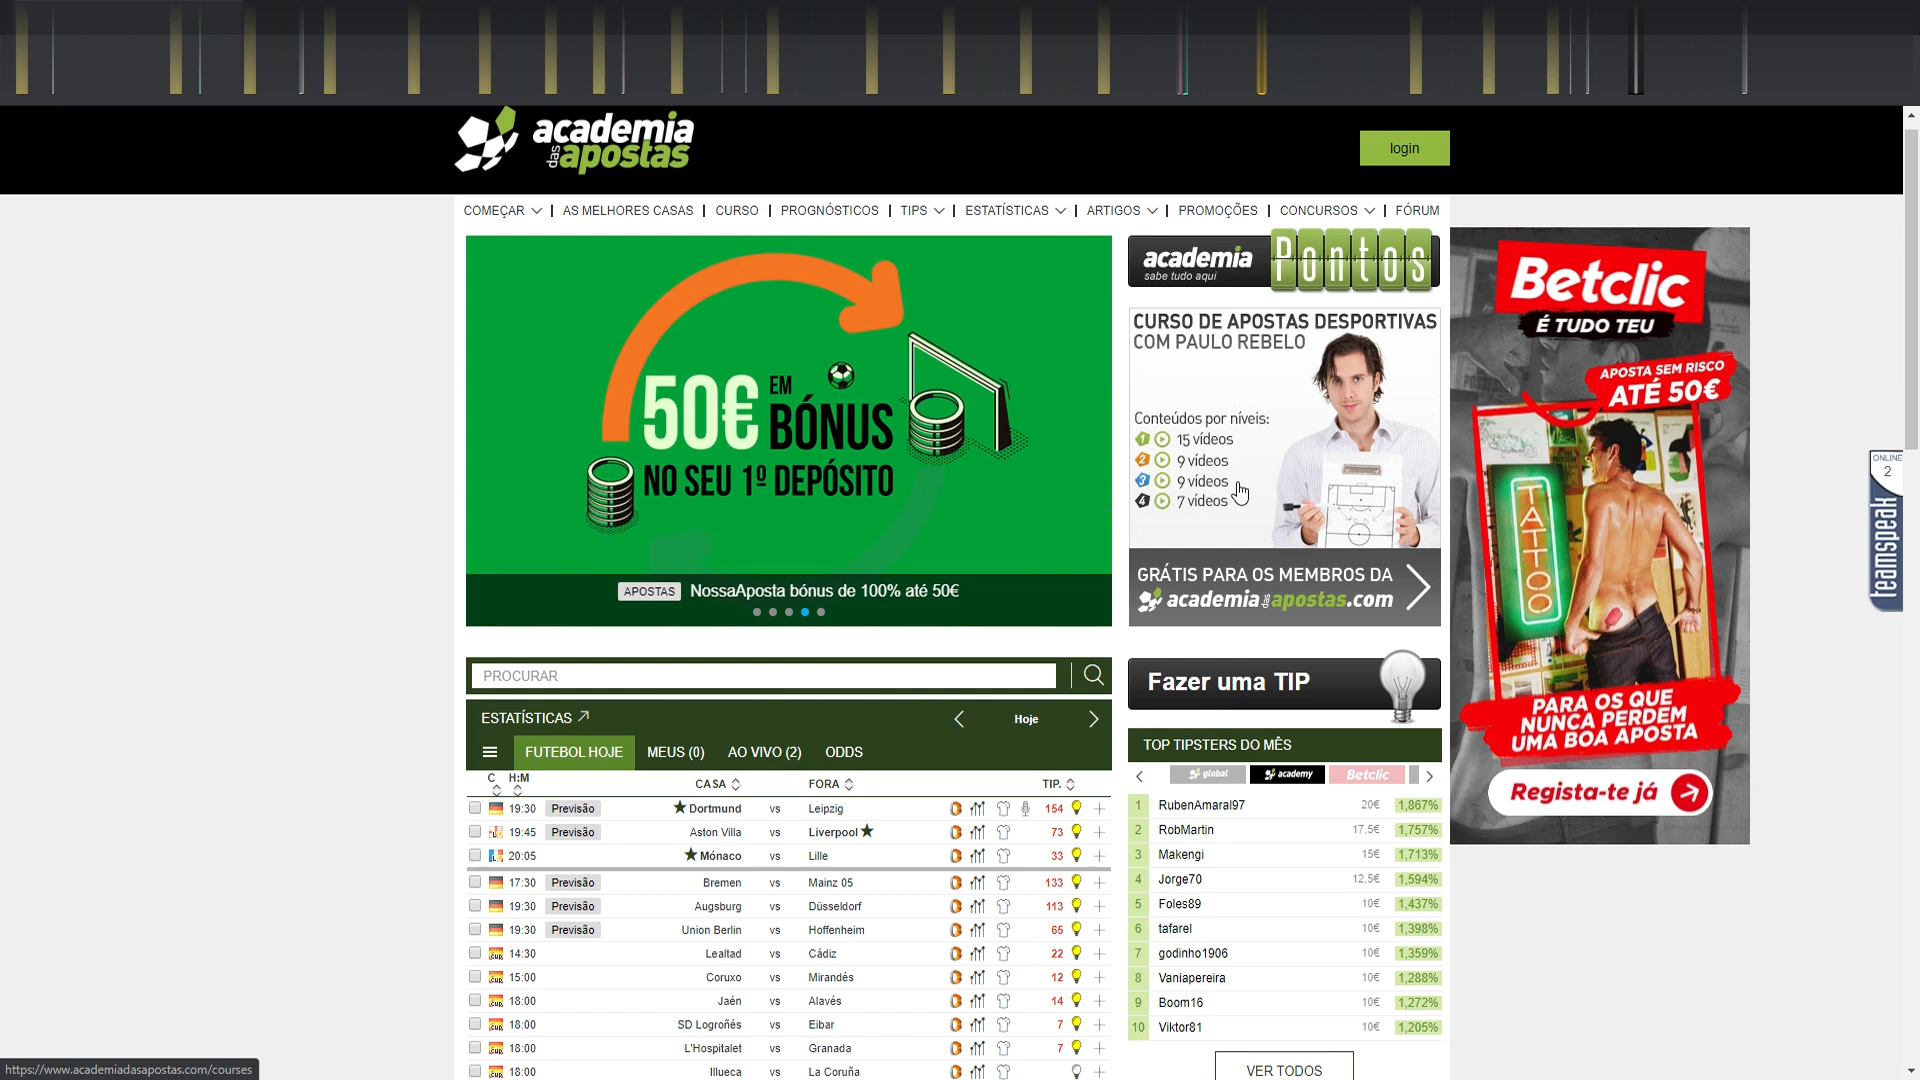 academia
das apostas
login
COMEÇAR | AS MELHORES CASAS | CURSO | PROGNÓSTICOS | TIPS | ESTATÍSTICAS | ARTIGOS | PROMOÇÕES | CONCURSOS | FÓRUM
50€ EM BÓNUS
NO SEU 1º DEPÓSITO
APOSTAS NossaAposta bónus de 100% até 50€
academia Pontos
sabe tudo aqui
CURSO DE APOSTAS DESPORTIVAS
COM PAULO REBELO
Conteúdos por níveis:
1 15 vídeos
2 9 vídeos
3 9 vídeos
4 7 vídeos
GRÁTIS PARA OS MEMBROS DA
academia das apostas.com
Betclic
É TUDO TEU
APOSTA SEM RISCO
ATÉ 50€
TATTOO
PARA OS QUE
NUNCA PERDEM
UMA BOA APOSTA
Regista-te já
ONLINE
2
teamspeak
PROCURAR
Fazer uma TIP
ESTATÍSTICAS Hoje
FUTEBOL HOJE MEUS (0) AO VIVO (2) ODDS
C H:M CASA FORA TIP.
19:30 Previsão Dortmund vs Leipzig 154
19:45 Previsão Aston Villa vs Liverpool 73
20:05 Mónaco vs Lille 33
17:30 Previsão Bremen vs Mainz 05 133
19:30 Previsão Augsburg vs Düsseldorf 113
19:30 Previsão Union Berlin vs Hoffenheim 65
14:30 Lealtad vs Cádiz 22
15:00 Coruxo vs Mirandés 12
18:00 Jaén vs Alavés 14
18:00 SD Logroñés vs Eibar 7
18:00 L'Hospitalet vs Granada 7
18:00 Illueca vs La Coruña
TOP TIPSTERS DO MÊS
global academy Betclic
1 RubenAmaral97 20€ 1,867%
2 RobMartin 17,5€ 1,757%
3 Makengi 15€ 1,713%
4 Jorge70 12.5€ 1,594%
5 Foles89 10€ 1,437%
6 tafarel 10€ 1,398%
7 godinho1906 10€ 1,359%
8 Vaniapereira 10€ 1,288%
9 Boom16 10€ 1,272%
10 Viktor81 10€ 1,205%
VER TODOS
https://www.academiadasapostas.com/courses